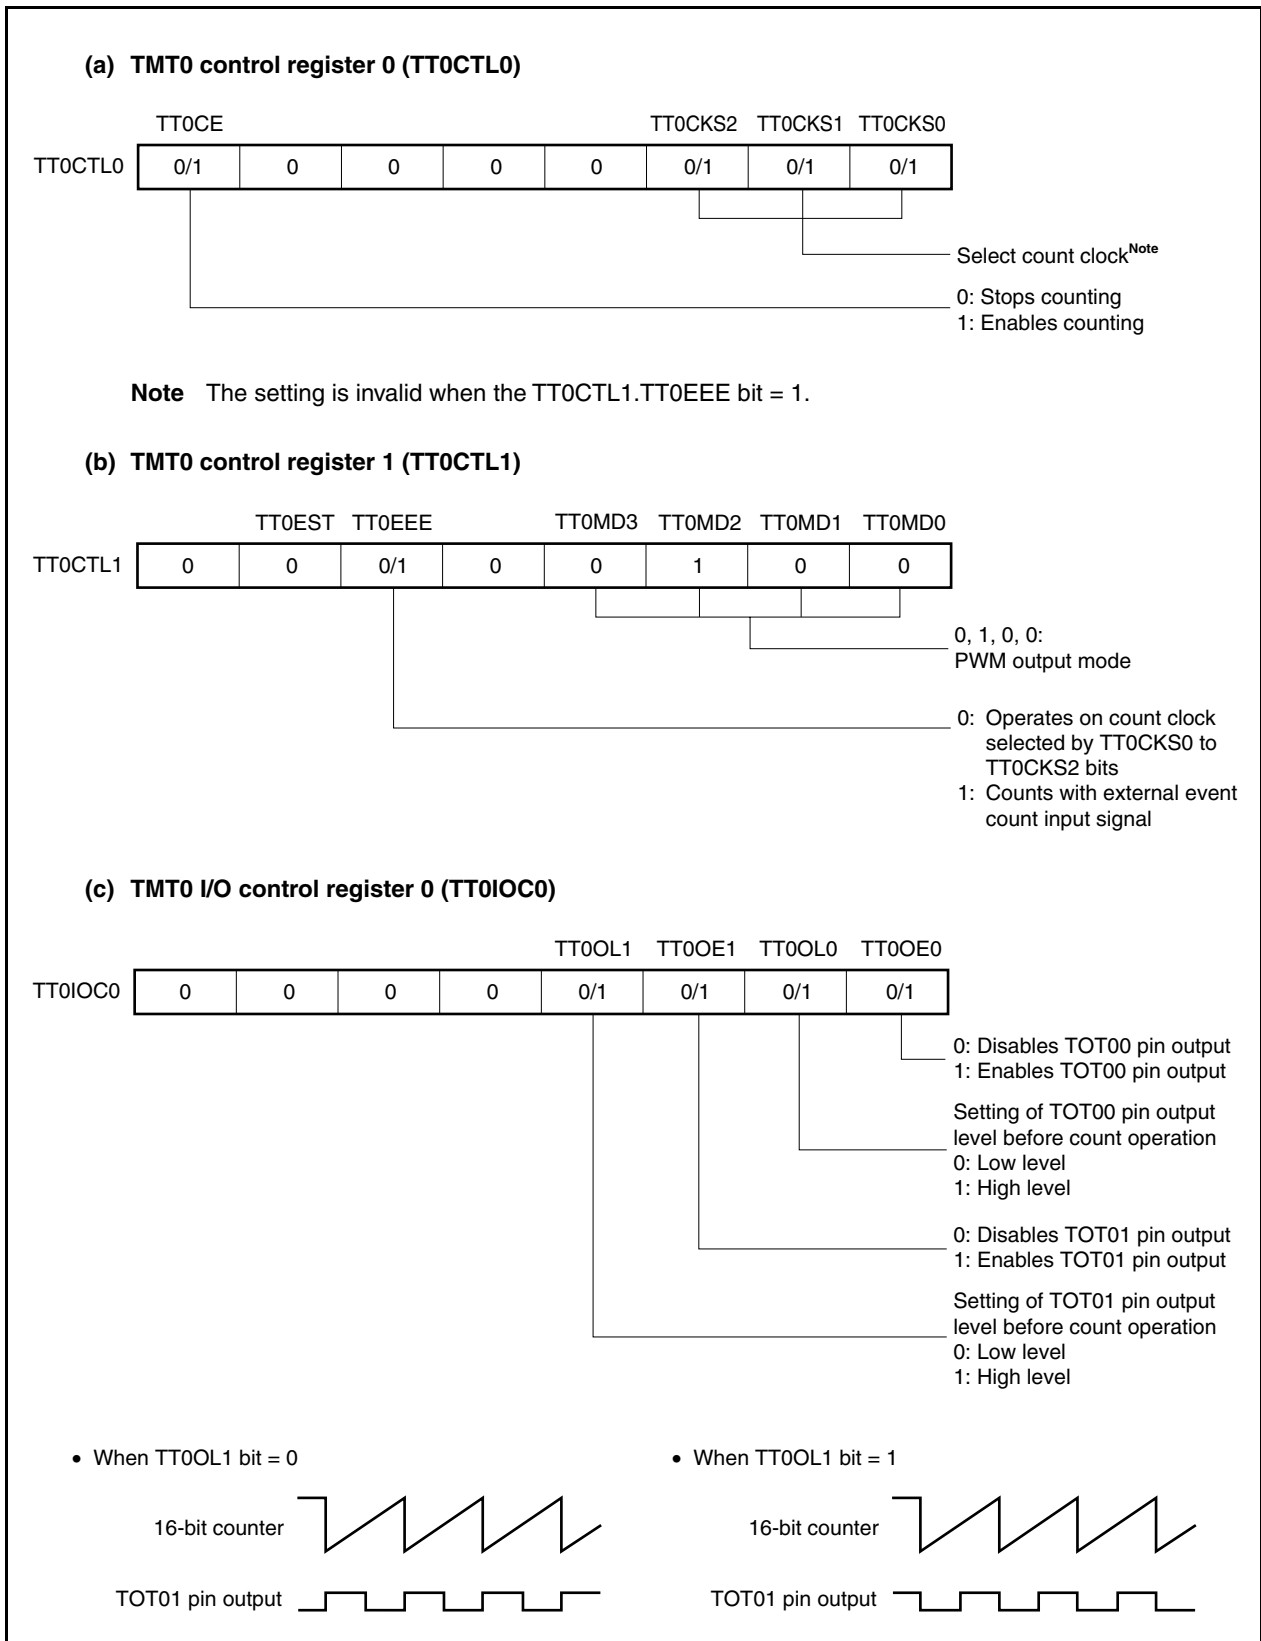 (a) TMT0 control register 0 (TT0CTL0)
TT0CE TT0CKS2 TT0CKS1 TT0CKS0
TT0CTL0 0/1 0 0 0 0 0/1 0/1 0/1
Select count clockNote
0: Stops counting
1: Enables counting
Note The setting is invalid when the TT0CTL1.TT0EEE bit = 1.
(b) TMT0 control register 1 (TT0CTL1)
TT0EST TT0EEE TT0MD3 TT0MD2 TT0MD1 TT0MD0
TT0CTL1 0 0 0/1 0 0 1 0 0
0, 1, 0, 0:
PWM output mode
0: Operates on count clock
selected by TT0CKS0 to
TT0CKS2 bits
1: Counts with external event
count input signal
(c) TMT0 I/O control register 0 (TT0IOC0)
TT0OL1 TT0OE1 TT0OL0 TT0OE0
TT0IOC0 0 0 0 0 0/1 0/1 0/1 0/1
0: Disables TOT00 pin output
1: Enables TOT00 pin output
Setting of TOT00 pin output
level before count operation
0: Low level
1: High level
0: Disables TOT01 pin output
1: Enables TOT01 pin output
Setting of TOT01 pin output
level before count operation
0: Low level
1: High level
• When TT0OL1 bit = 0
16-bit counter
TOT01 pin output
• When TT0OL1 bit = 1
16-bit counter
TOT01 pin output